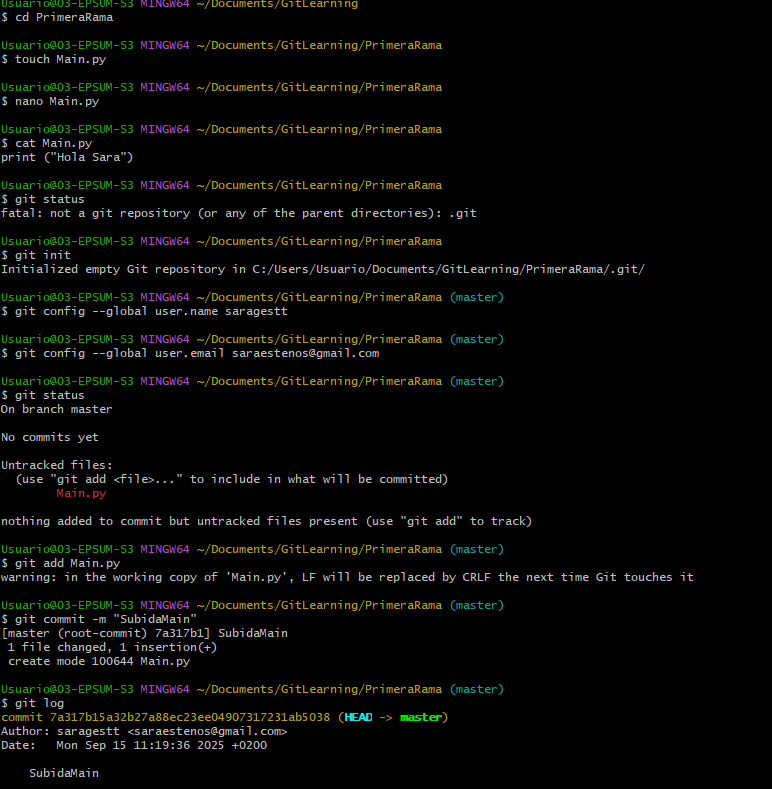 Usuario@O3-EPSUM-S3 MINGW64 ~/Documents/GitLearning
$ cd PrimeraRama
Usuario@O3-EPSUM-S3 MINGW64 ~/Documents/GitLearning/PrimeraRama
$ touch Main.py
Usuario@O3-EPSUM-S3 MINGW64 ~/Documents/GitLearning/PrimeraRama
$ nano Main.py
Usuario@O3-EPSUM-S3 MINGW64 ~/Documents/GitLearning/PrimeraRama
$ cat Main.py
print ("Hola Sara")
Usuario@O3-EPSUM-S3 MINGW64 ~/Documents/GitLearning/PrimeraRama
$ git status
fatal: not a git repository (or any of the parent directories): .git
Usuario@O3-EPSUM-S3 MINGW64 ~/Documents/GitLearning/PrimeraRama
$ git init
Initialized empty Git repository in C:/Users/Usuario/Documents/GitLearning/PrimeraRama/.git/
Usuario@O3-EPSUM-S3 MINGW64 ~/Documents/GitLearning/PrimeraRama (master)
$ git config --global user.name saragestt
Usuario@O3-EPSUM-S3 MINGW64 ~/Documents/GitLearning/PrimeraRama (master)
$ git config --global user.email saraestenos@gmail.com
Usuario@O3-EPSUM-S3 MINGW64 ~/Documents/GitLearning/PrimeraRama (master)
$ git status
On branch master
No commits yet
Untracked files:
  (use "git add <file>..." to include in what will be committed)
        Main.py
nothing added to commit but untracked files present (use "git add" to track)
Usuario@O3-EPSUM-S3 MINGW64 ~/Documents/GitLearning/PrimeraRama (master)
$ git add Main.py
warning: in the working copy of 'Main.py', LF will be replaced by CRLF the next time Git touches it
Usuario@O3-EPSUM-S3 MINGW64 ~/Documents/GitLearning/PrimeraRama (master)
$ git commit -m "SubidaMain"
[master (root-commit) 7a317b1] SubidaMain
 1 file changed, 1 insertion(+)
 create mode 100644 Main.py
Usuario@O3-EPSUM-S3 MINGW64 ~/Documents/GitLearning/PrimeraRama (master)
$ git log
commit 7a317b15a32b27a88ec23ee04907317231ab5038 (HEAD -> master)
Author: saragestt <saraestenos@gmail.com>
Date:   Mon Sep 15 11:19:36 2025 +0200
    SubidaMain